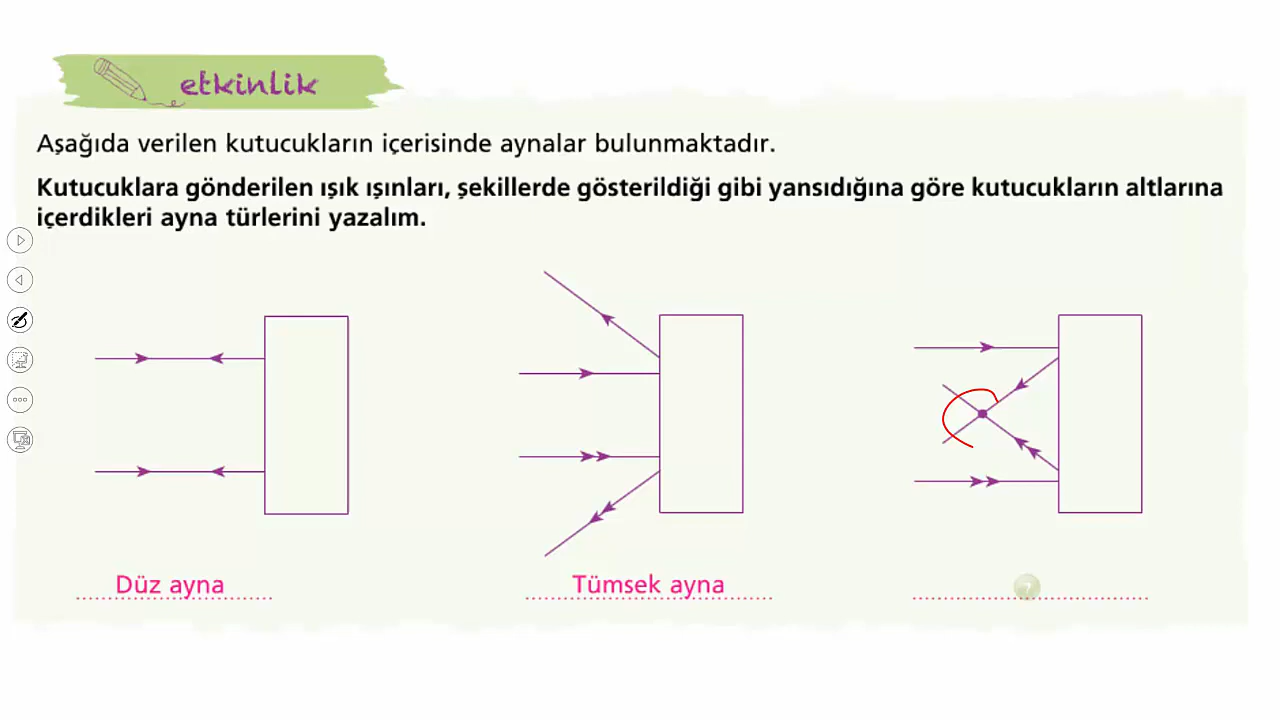 etkinlik
Aşağıda verilen kutucukların içerisinde aynalar bulunmaktadır.
Kutucuklara gönderilen ışık ışınları, şekillerde gösterildiği gibi yansıdığına göre kutucukların altlarına
içerdikleri ayna türlerini yazalım.
Düz ayna
Tümsek ayna
?